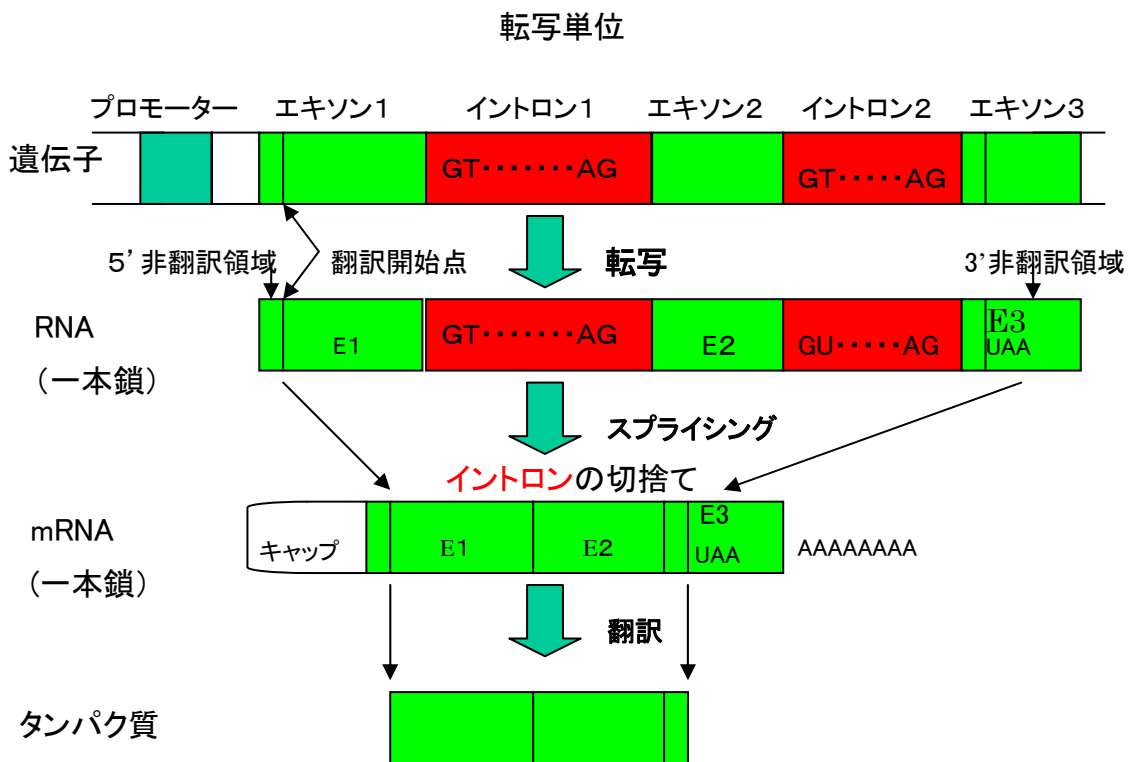 転写単位
プロモーター エキソン1 イントロン1 エキソン2 イントロン2 エキソン3
遺伝子 GT・・・・・・・AG GT・・・・・AG
5’非翻訳領域 翻訳開始点 転写 3’非翻訳領域
RNA
(一本鎖)
E1 GT・・・・・・・AG E2 GU・・・・・AG E3
UAA
スプライシング
イントロンの切捨て
mRNA
(一本鎖)
キャップ E1 E2 E3
UAA AAAAAAAA
翻訳
タンパク質